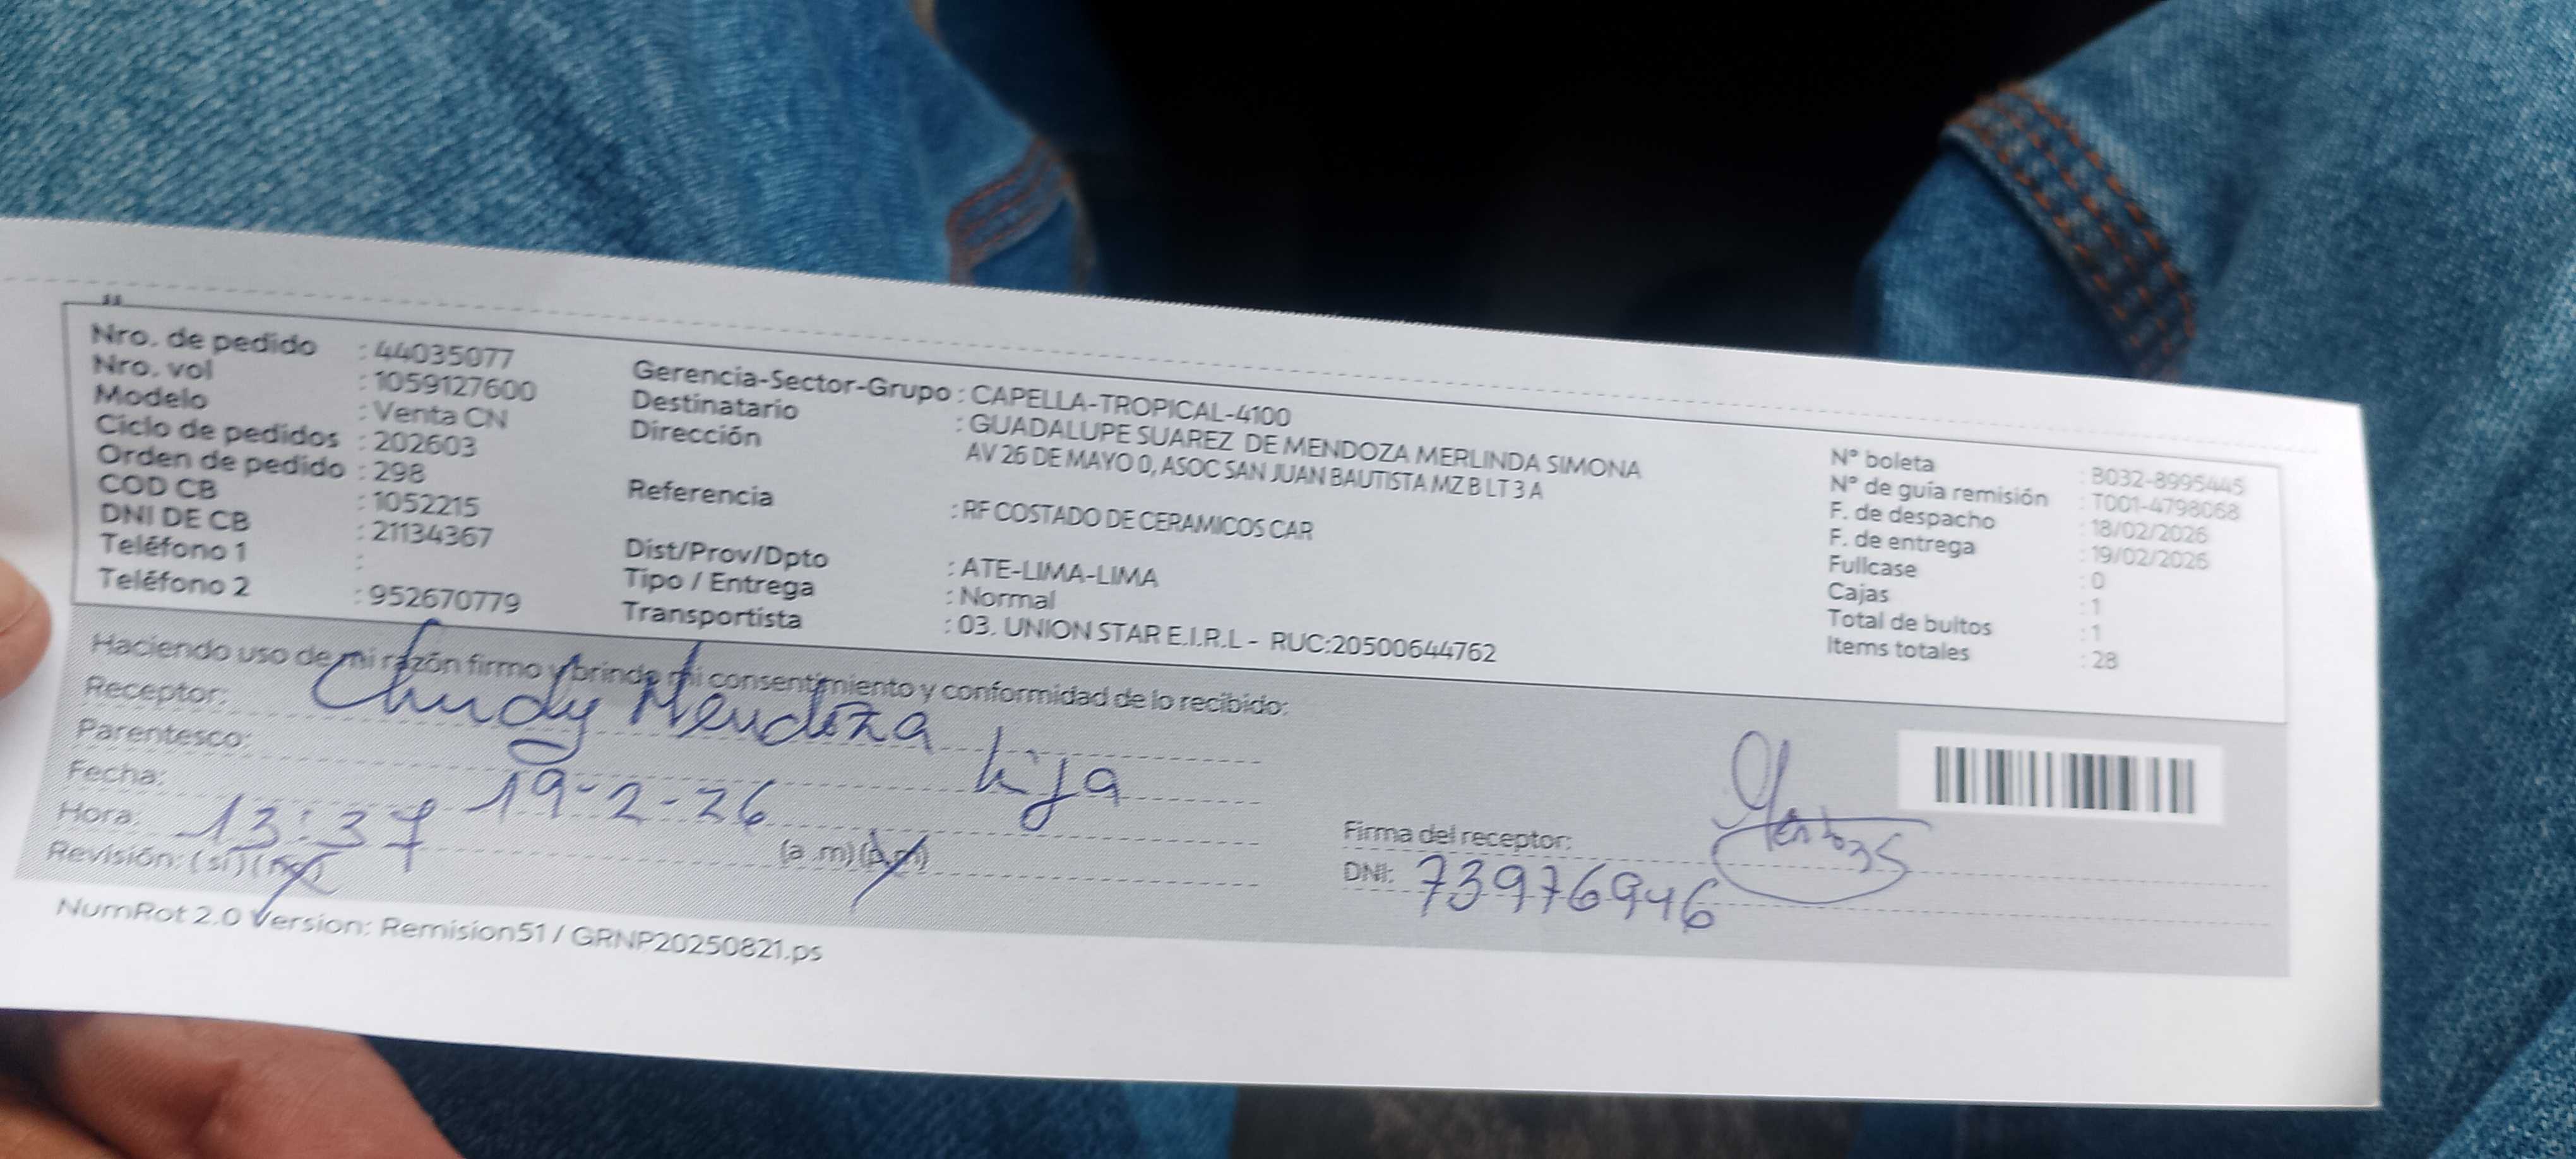 Nro. de pedido : 44035077
Nro. vol : 1059127600
Modelo : Venta CN
Ciclo de pedidos : 202603
Orden de pedido : 298
COD CB : 1052215
DNI DE CB : 21134367
Teléfono 1 :
Teléfono 2 : 952670779
Gerencia-Sector-Grupo : CAPELLA-TROPICAL-4100
Destinatario : GUADALUPE SUAREZ DE MENDOZA MERLINDA SIMONA
Dirección AV 26 DE MAYO 0, ASOC SAN JUAN BAUTISTA MZ B LT 3 A
Referencia : RF COSTADO DE CERAMICOS CAR
Dist/Prov/Dpto : ATE-LIMA-LIMA
Tipo / Entrega : Normal
Transportista : 03. UNION STAR E.I.R.L - RUC:20500644762
N° boleta : B032-8995445
N° de guía remisión : T001-4798068
F. de despacho : 18/02/2026
F. de entrega : 19/02/2026
Fullcase : 0
Cajas : 1
Total de bultos : 1
Items totales : 28
Haciendo uso de mi razón firmo y brindo mi consentimiento y conformidad de lo recibido:
Receptor: Mendoza
Parentesco: hija
Fecha: 19-2-26
Hora: 13:37 (a.m)(p.m)
Revisión: (si) (no)
Firma del receptor:
DNI: 73976946
NumRot 2.0 Version: Remision51 / GRNP20250821.ps